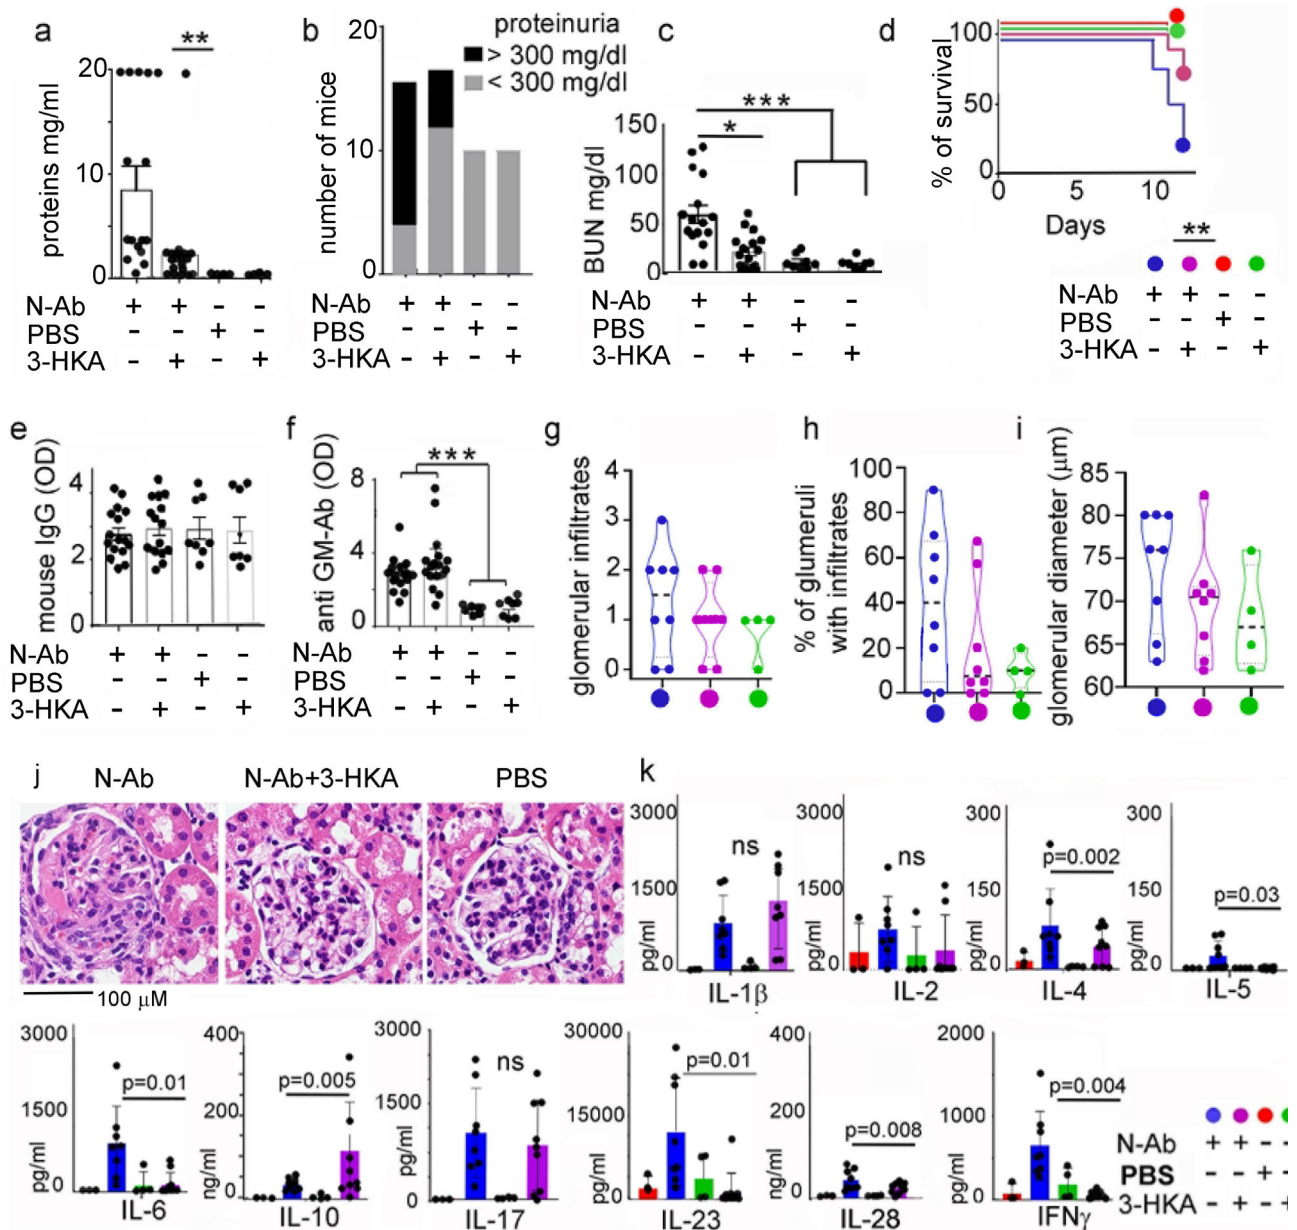 a
**
proteins mg/ml
20
10
0
N-Ab + + - -
PBS - - + -
3-HKA - + - +
b
proteinuria
> 300 mg/dl
< 300 mg/dl
number of mice
20
10
0
N-Ab + + - -
PBS - - + -
3-HKA - + - +
c
***
*
BUN mg/dl
150
100
50
0
N-Ab + + - -
PBS - - + -
3-HKA - + - +
d
% of survival
100
50
0
0 5 10
Days
**
N-Ab + + - -
PBS - - + -
3-HKA - + - +
e
mouse IgG (OD)
4
2
0
N-Ab + + - -
PBS - - + -
3-HKA - + - +
f
***
anti GM-Ab (OD)
8
4
0
N-Ab + + - -
PBS - - + -
3-HKA - + - +
g
glomerular infiltrates
4
3
2
1
0
h
% of glumeruli
with infiltrates
100
80
60
40
20
0
i
glomerular diameter (μm)
85
80
75
70
65
60
j
N-Ab N-Ab+3-HKA PBS
100 μM
k
3000
1500
0
pg/ml
ns
IL-1β
3000
1500
0
pg/ml
ns
IL-2
300
150
0
pg/ml
p=0.002
IL-4
300
150
0
pg/ml
p=0.03
IL-5
3000
1500
0
pg/ml
p=0.01
IL-6
400
200
0
ng/ml
p=0.005
IL-10
3000
1500
0
pg/ml
ns
IL-17
30000
15000
0
pg/ml
p=0.01
IL-23
400
200
0
ng/ml
p=0.008
IL-28
2000
1000
0
pg/ml
p=0.004
IFNγ
N-Ab + + - -
PBS - - + -
3-HKA - + -